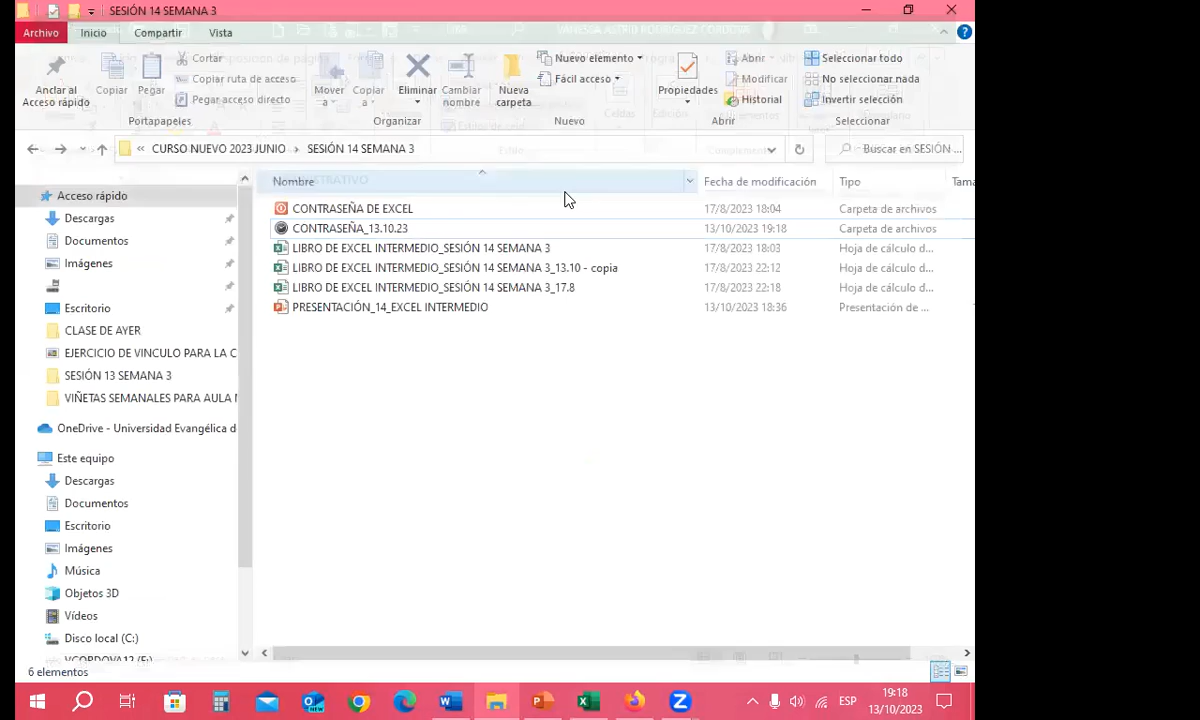 SESIÓN 14 SEMANA 3
Archivo Inicio Compartir Vista
Anclar al Acceso rápido
Copiar
Pegar
Cortar
Copiar ruta de acceso
Pegar acceso directo
Portapapeles
Mover a
Copiar a
Eliminar
Cambiar nombre
Organizar
Nueva carpeta
Nuevo elemento
Fácil acceso
Nuevo
Propiedades
Abrir
Modificar
Historial
Abrir
Seleccionar todo
No seleccionar nada
Invertir selección
Seleccionar
« CURSO NUEVO 2023 JUNIO › SESIÓN 14 SEMANA 3
Buscar en SESIÓN ...
Acceso rápido
Descargas
Documentos
Imágenes
Escritorio
CLASE DE AYER
EJERCICIO DE VINCULO PARA LA C
SESIÓN 13 SEMANA 3
VIÑETAS SEMANALES PARA AULA
OneDrive - Universidad Evangélica d
Este equipo
Descargas
Documentos
Escritorio
Imágenes
Música
Objetos 3D
Vídeos
Disco local (C:)
VCORDOVA12 (E:)
Nombre Fecha de modificación Tipo Tama
CONTRASEÑA DE EXCEL 17/8/2023 18:04 Carpeta de archivos
CONTRASEÑA_13.10.23 13/10/2023 19:18 Carpeta de archivos
LIBRO DE EXCEL INTERMEDIO_SESIÓN 14 SEMANA 3 17/8/2023 18:03 Hoja de cálculo d...
LIBRO DE EXCEL INTERMEDIO_SESIÓN 14 SEMANA 3_13.10 - copia 17/8/2023 22:12 Hoja de cálculo d...
LIBRO DE EXCEL INTERMEDIO_SESIÓN 14 SEMANA 3_17.8 17/8/2023 22:18 Hoja de cálculo d...
PRESENTACIÓN_14_EXCEL INTERMEDIO 13/10/2023 18:36 Presentación de ...
6 elementos
ESP
19:18
13/10/2023